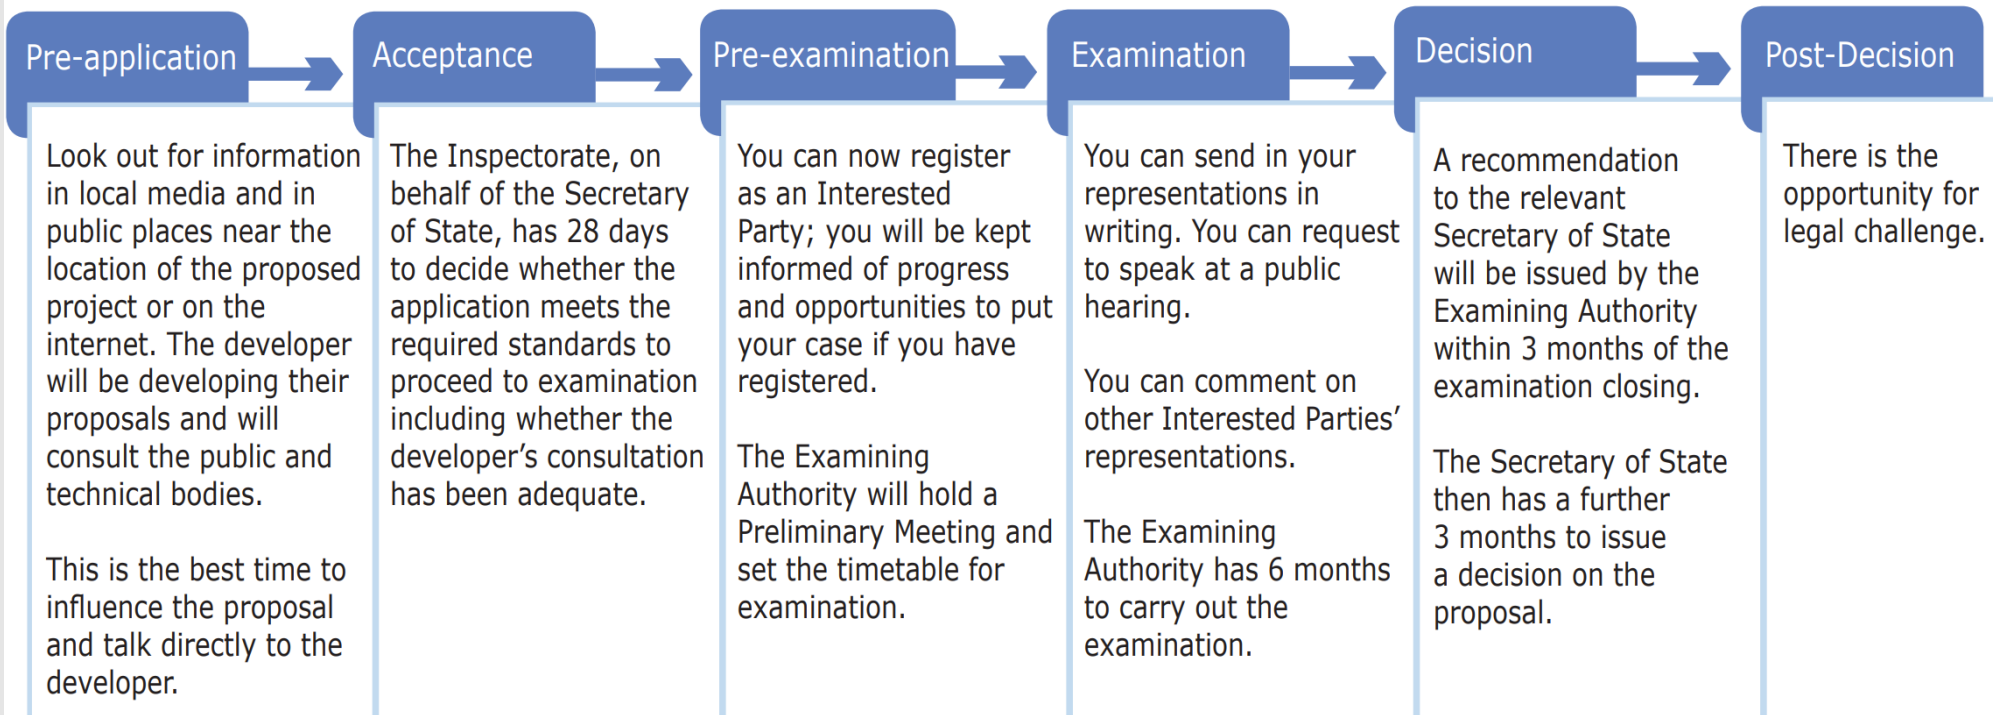 Pre-application
Look out for information
in local media and in
public places near the
location of the proposed
project or on the
internet. The developer
will be developing their
proposals and will
consult the public and
technical bodies.
This is the best time to
influence the proposal
and talk directly to the
developer.
Acceptance
The Inspectorate, on
behalf of the Secretary
of State, has 28 days
to decide whether the
application meets the
required standards to
proceed to examination
including whether the
developer’s consultation
has been adequate.
Pre-examination
You can now register
as an Interested
Party; you will be kept
informed of progress
and opportunities to put
your case if you have
registered.
The Examining
Authority will hold a
Preliminary Meeting and
set the timetable for
examination.
Examination
You can send in your
representations in
writing. You can request
to speak at a public
hearing.
You can comment on
other Interested Parties’
representations.
The Examining
Authority has 6 months
to carry out the
examination.
Decision
A recommendation
to the relevant
Secretary of State
will be issued by the
Examining Authority
within 3 months of the
examination closing.
The Secretary of State
then has a further
3 months to issue
a decision on the
proposal.
Post-Decision
There is the
opportunity for
legal challenge.